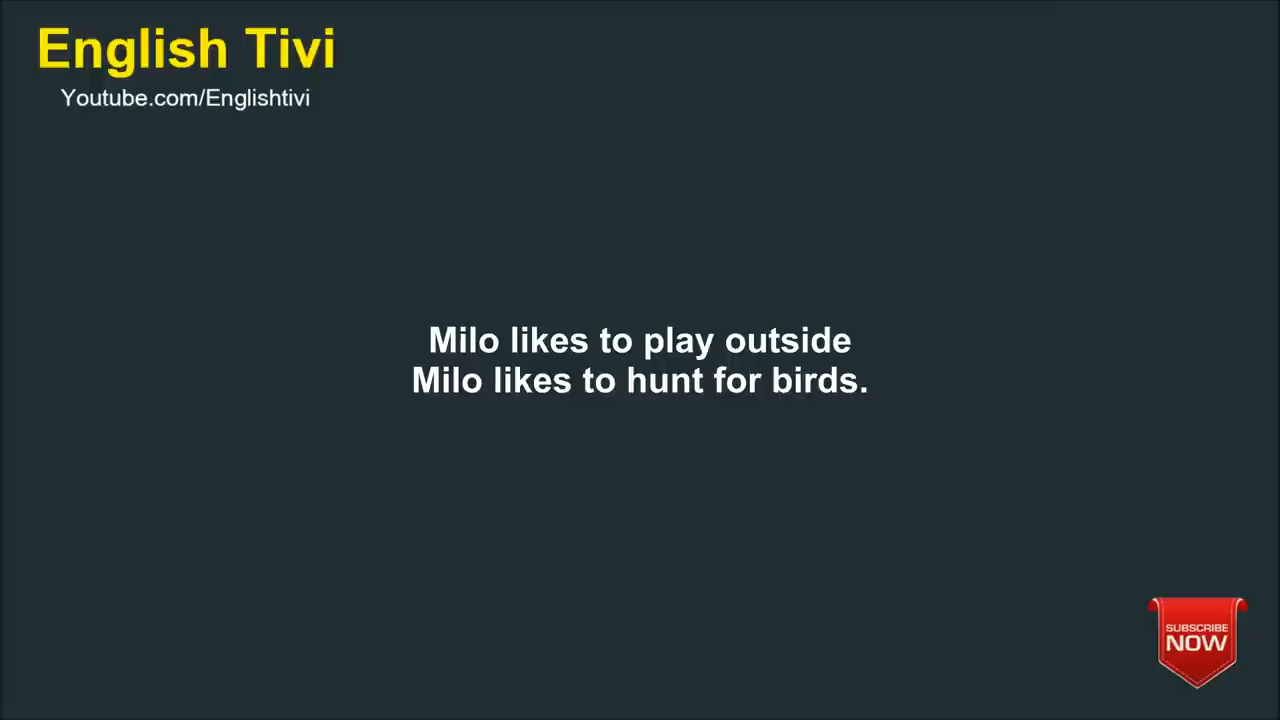 English Tivi
Youtube.com/Englishtivi
Milo likes to play outside
Milo likes to hunt for birds.
SUBSCRIBE
NOW